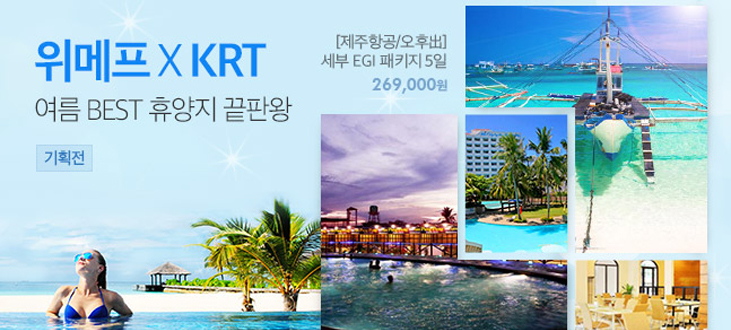 위메프 X KRT
여름 BEST 휴양지 끝판왕
기획전
[제주항공/오후出]
세부 EGI 패키지 5일
269,000원